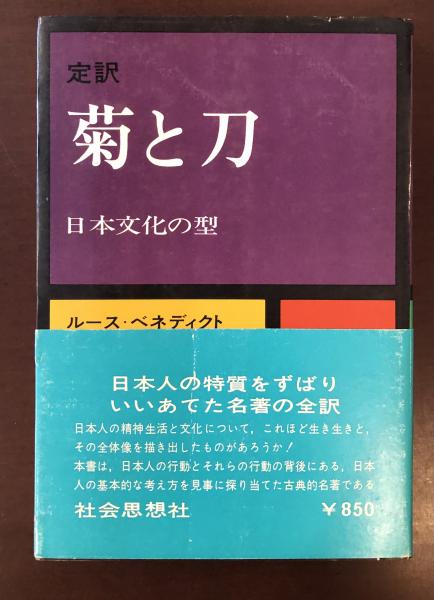 定訳
菊と刀
日本文化の型
ルース・ベネディクト
日本人の特質をずばり
いいあてた名著の全訳
日本人の精神生活と文化について，これほど生き生きと，
その全体像を描き出したものがあろうか！
本書は，日本人の行動とそれらの行動の背後にある，日本
人の基本的な考え方を見事に探り当てた古典的名著である
社会思想社 ￥850